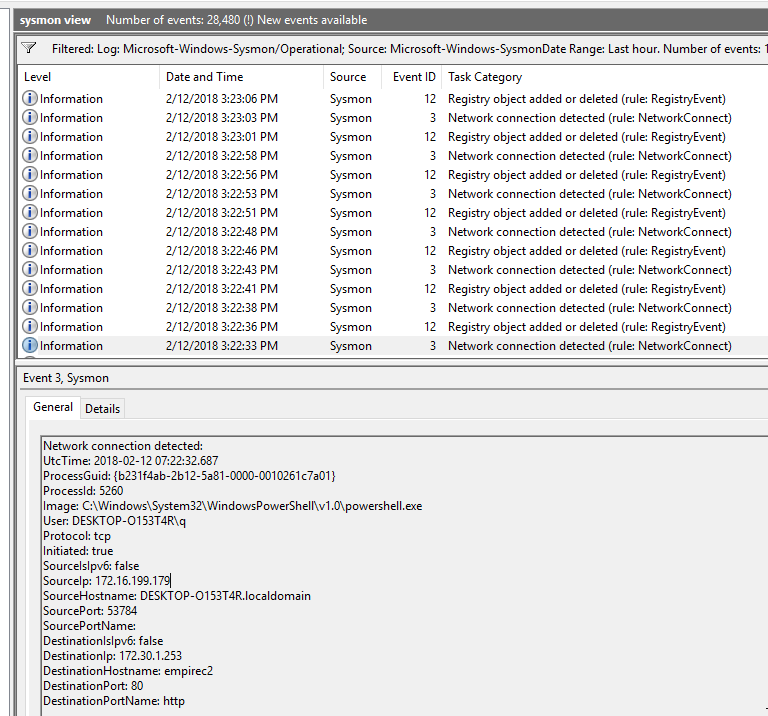 sysmon view Number of events: 28,480 (!) New events available
Filtered: Log: Microsoft-Windows-Sysmon/Operational; Source: Microsoft-Windows-SysmonDate Range: Last hour. Number of events: 1
Level Date and Time Source Event ID Task Category
Information 2/12/2018 3:23:06 PM Sysmon 12 Registry object added or deleted (rule: RegistryEvent)
Information 2/12/2018 3:23:03 PM Sysmon 3 Network connection detected (rule: NetworkConnect)
Information 2/12/2018 3:23:01 PM Sysmon 12 Registry object added or deleted (rule: RegistryEvent)
Information 2/12/2018 3:22:58 PM Sysmon 3 Network connection detected (rule: NetworkConnect)
Information 2/12/2018 3:22:56 PM Sysmon 12 Registry object added or deleted (rule: RegistryEvent)
Information 2/12/2018 3:22:53 PM Sysmon 3 Network connection detected (rule: NetworkConnect)
Information 2/12/2018 3:22:51 PM Sysmon 12 Registry object added or deleted (rule: RegistryEvent)
Information 2/12/2018 3:22:48 PM Sysmon 3 Network connection detected (rule: NetworkConnect)
Information 2/12/2018 3:22:46 PM Sysmon 12 Registry object added or deleted (rule: RegistryEvent)
Information 2/12/2018 3:22:43 PM Sysmon 3 Network connection detected (rule: NetworkConnect)
Information 2/12/2018 3:22:41 PM Sysmon 12 Registry object added or deleted (rule: RegistryEvent)
Information 2/12/2018 3:22:38 PM Sysmon 3 Network connection detected (rule: NetworkConnect)
Information 2/12/2018 3:22:36 PM Sysmon 12 Registry object added or deleted (rule: RegistryEvent)
Information 2/12/2018 3:22:33 PM Sysmon 3 Network connection detected (rule: NetworkConnect)
Event 3, Sysmon
General Details
Network connection detected:
UtcTime: 2018-02-12 07:22:32.687
ProcessGuid: {b231f4ab-2b12-5a81-0000-0010261c7a01}
ProcessId: 5260
Image: C:\Windows\System32\WindowsPowerShell\v1.0\powershell.exe
User: DESKTOP-O153T4R\q
Protocol: tcp
Initiated: true
SourceIsIpv6: false
SourceIp: 172.16.199.179
SourceHostname: DESKTOP-O153T4R.localdomain
SourcePort: 53784
SourcePortName:
DestinationIsIpv6: false
DestinationIp: 172.30.1.253
DestinationHostname: empirec2
DestinationPort: 80
DestinationPortName: http